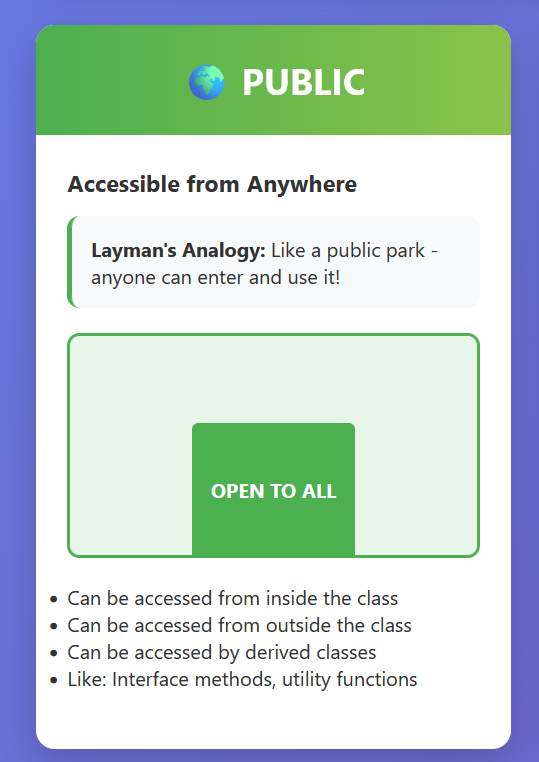 PUBLIC
Accessible from Anywhere
Layman's Analogy: Like a public park -
anyone can enter and use it!
OPEN TO ALL
Can be accessed from inside the class
Can be accessed from outside the class
Can be accessed by derived classes
Like: Interface methods, utility functions